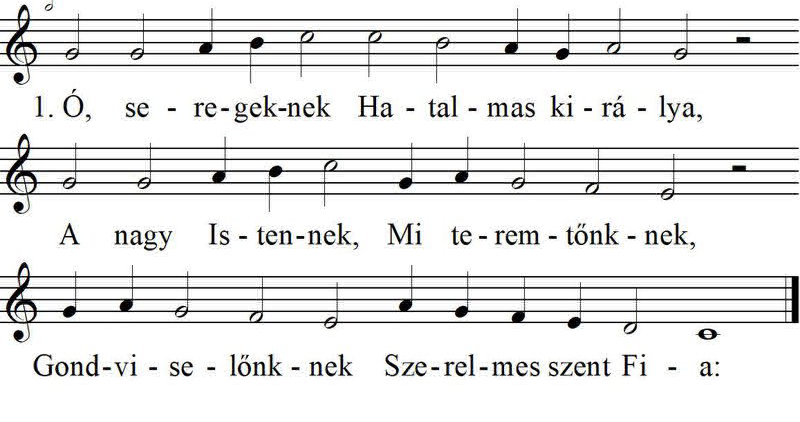 1. Ó, se - re-gek-nek Ha - tal - mas ki - rá - lya,
A nagy Is - ten-nek, Mi te - rem - tőnk - nek,
Gond-vi - se - lőnk - nek Sze-rel-mes szent Fi - a: